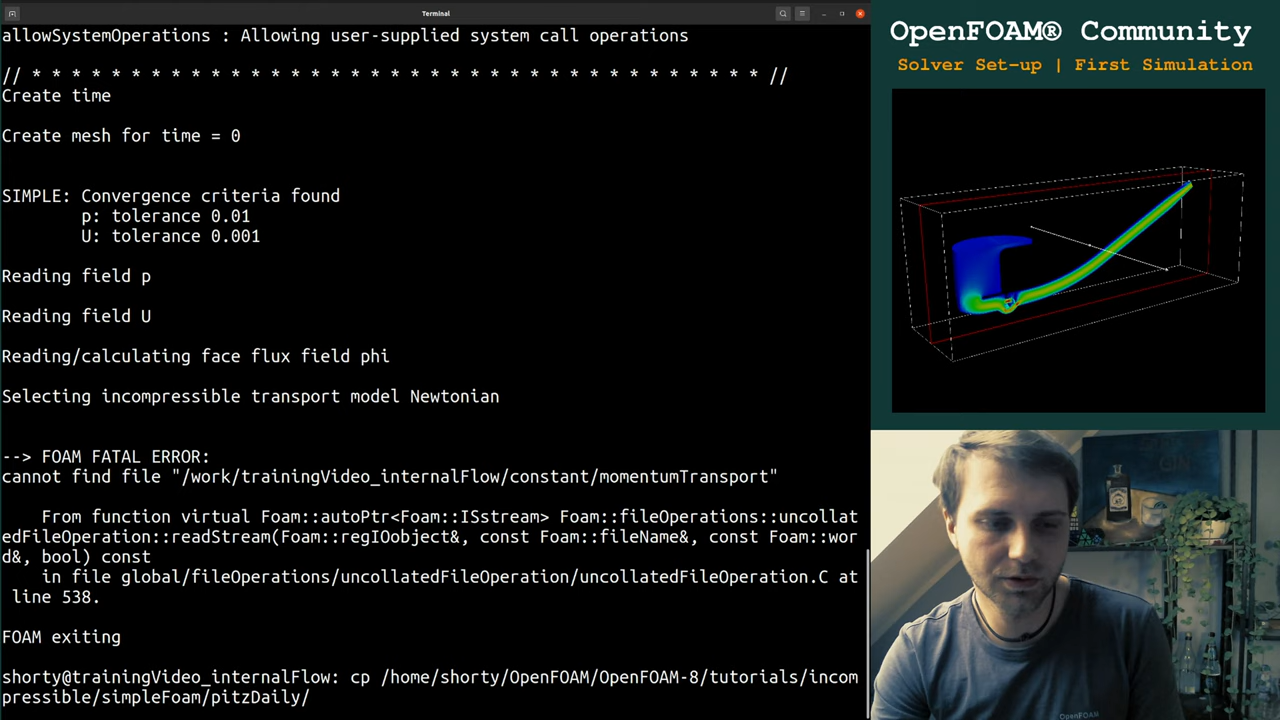 Terminal
allowSystemOperations : Allowing user-supplied system call operations
// * * * * * * * * * * * * * * * * * * * * * * * * * * * * * * * * * * * * * //
Create time
Create mesh for time = 0
SIMPLE: Convergence criteria found
p: tolerance 0.01
U: tolerance 0.001
Reading field p
Reading field U
Reading/calculating face flux field phi
Selecting incompressible transport model Newtonian
--> FOAM FATAL ERROR:
cannot find file "/work/trainingVideo_internalFlow/constant/momentumTransport"
From function virtual Foam::autoPtr<Foam::ISstream> Foam::fileOperations::uncollat
edFileOperation::readStream(Foam::regIOobject&, const Foam::fileName&, const Foam::wor
d&, bool) const
in file global/fileOperations/uncollatedFileOperation/uncollatedFileOperation.C at
line 538.
FOAM exiting
shorty@trainingVideo_internalFlow: cp /home/shorty/OpenFOAM/OpenFOAM-8/tutorials/incom
pressible/simpleFoam/pitzDaily/
OpenFOAM® Community
Solver Set-up | First Simulation
GIN
OpenFOAM